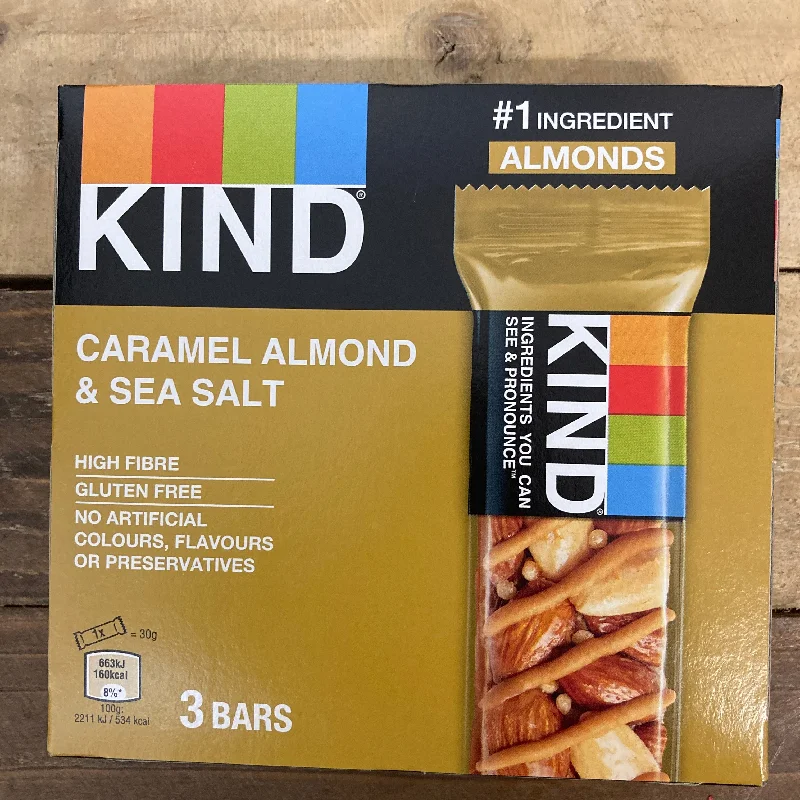 KIND®
#1 INGREDIENT
ALMONDS
CARAMEL ALMOND
& SEA SALT
HIGH FIBRE
GLUTEN FREE
NO ARTIFICIAL
COLOURS, FLAVOURS
OR PRESERVATIVES
1x = 30g
663kJ
160kcal
8%*
100g:
2211 kJ / 534 kcal
3 BARS
KIND®
INGREDIENTS YOU CAN
SEE & PRONOUNCE™